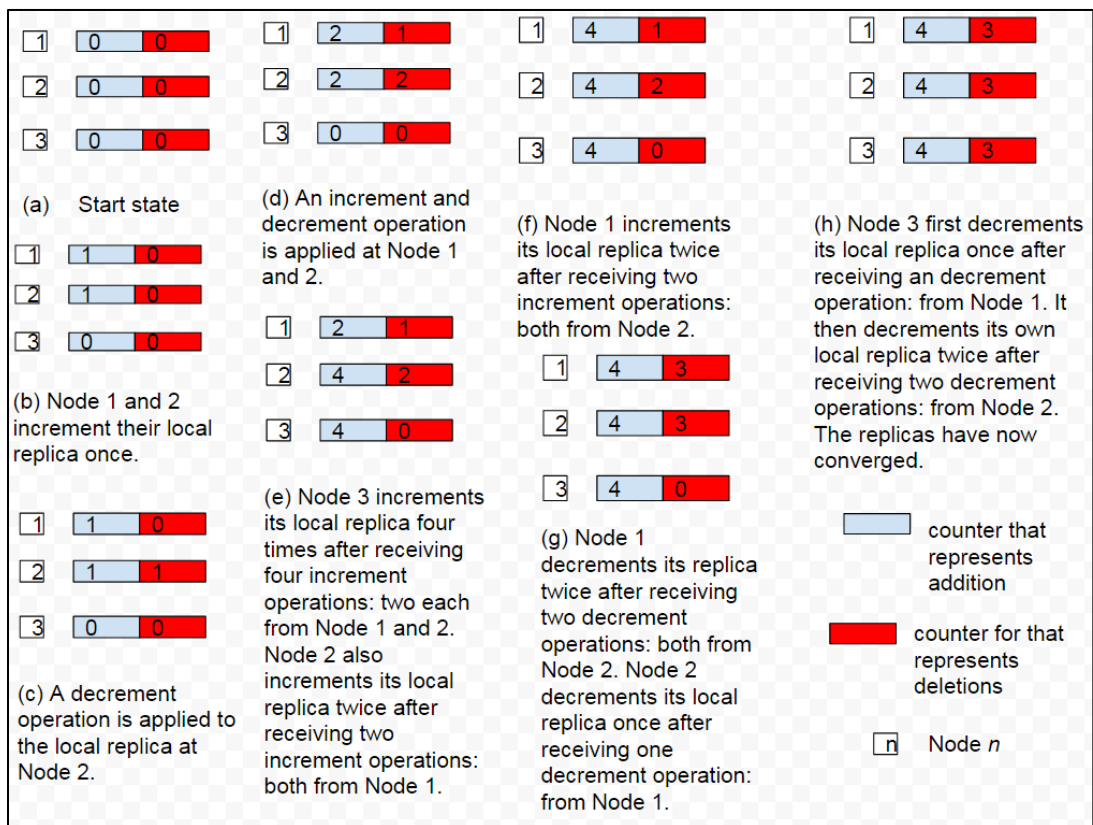 1 0 0
2 0 0
3 0 0
(a) Start state
1 1 0
2 1 0
3 0 0
(b) Node 1 and 2
increment their local
replica once.
1 1 0
2 1 1
3 0 0
(c) A decrement
operation is applied to
the local replica at
Node 2.
1 2 1
2 2 2
3 0 0
(d) An increment and
decrement operation
is applied at Node 1
and 2.
1 2 1
2 4 2
3 4 0
(e) Node 3 increments
its local replica four
times after receiving
four increment
operations: two each
from Node 1 and 2.
Node 2 also
increments its local
replica twice after
receiving two
increment operations:
both from Node 1.
1 4 1
2 4 2
3 4 0
(f) Node 1 increments
its local replica twice
after receiving two
increment operations:
both from Node 2.
1 4 3
2 4 3
3 4 0
(g) Node 1
decrements its replica
twice after receiving
two decrement
operations: both from
Node 2. Node 2
decrements its local
replica once after
receiving one
decrement operation:
from Node 1.
1 4 3
2 4 3
3 4 3
(h) Node 3 first decrements
its local replica once after
receiving an decrement
operation: from Node 1. It
then decrements its own
local replica twice after
receiving two decrement
operations: from Node 2.
The replicas have now
converged.
counter that
represents
addition
counter for that
represents
deletions
n Node n